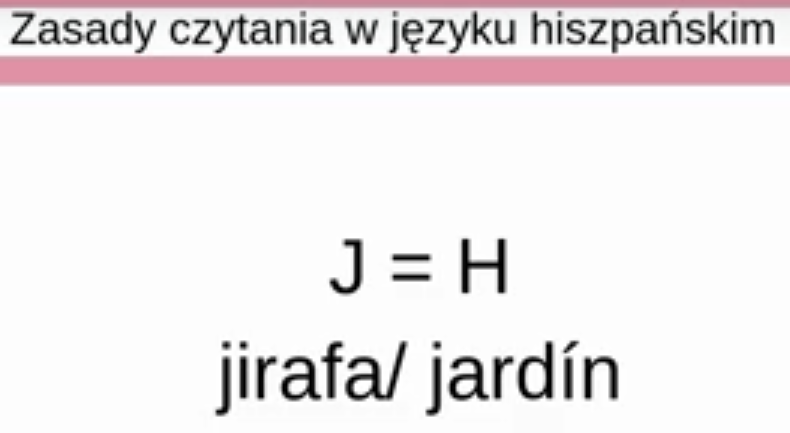 Zasady czytania w języku hiszpańskim
J = H
jirafa/ jardín